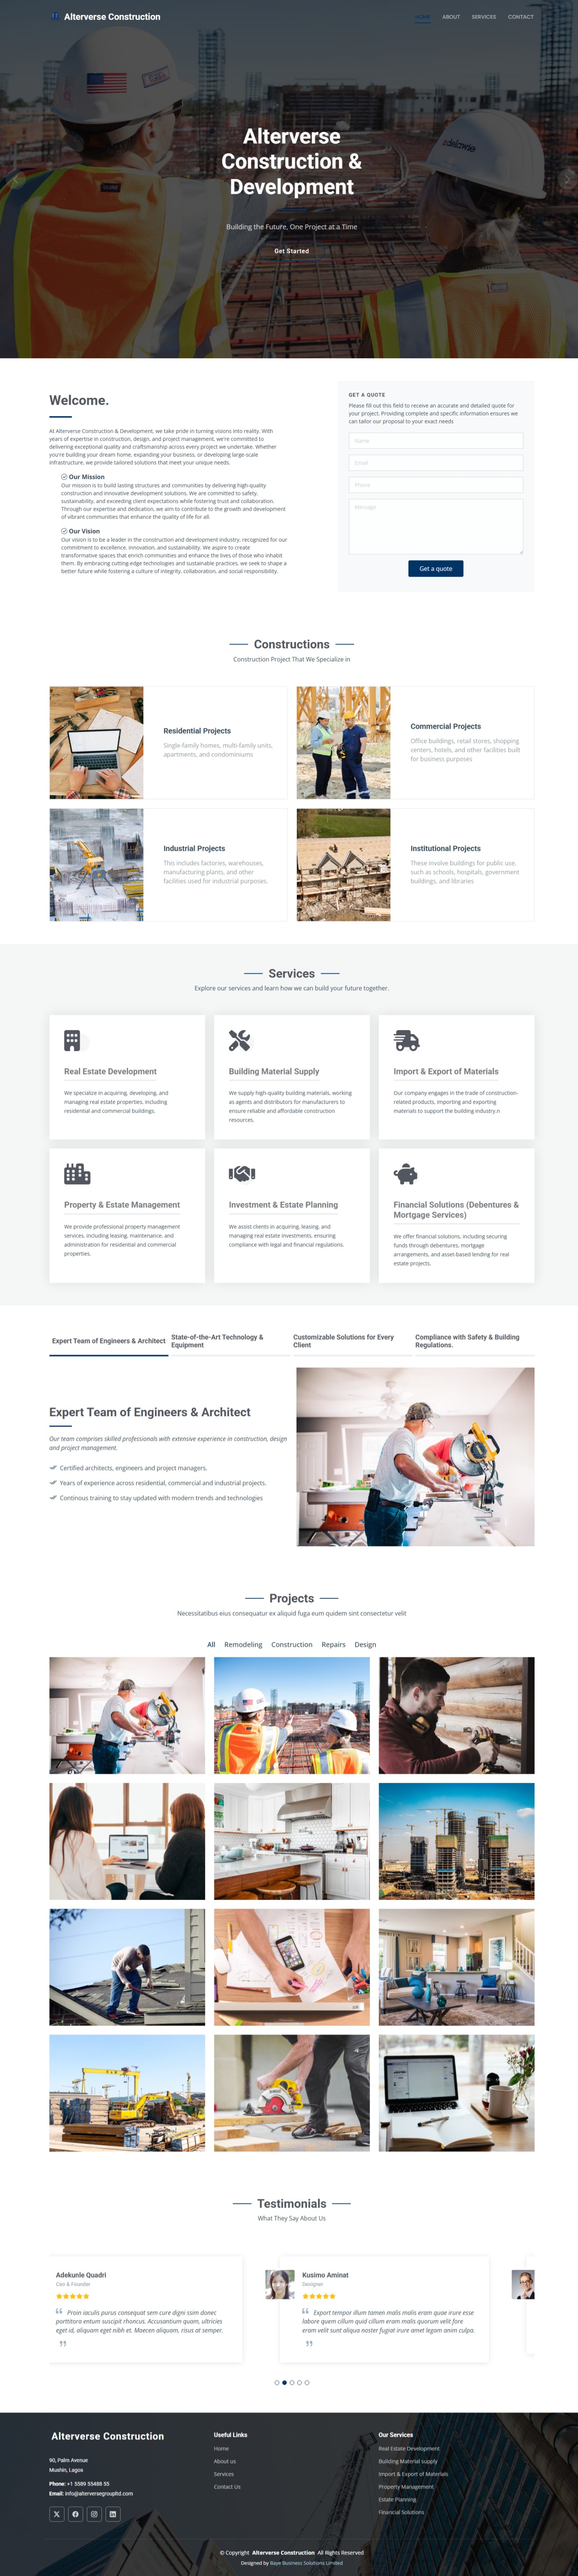 Alterverse Construction
HOME
ABOUT
SERVICES
CONTACT
Alterverse
Construction &
Development
Building the Future, One Project at a Time
Get Started
Welcome.
At Alterverse Construction & Development, we take pride in turning visions into reality. With
years of expertise in construction, design, and project management, we're committed to
delivering exceptional quality and craftsmanship across every project we undertake. Whether
you're building your dream home, expanding your business, or developing large-scale
infrastructure, we provide tailored solutions that meet your unique needs.
Our Mission
Our mission is to build lasting structures and communities by delivering high-quality
construction and innovative development solutions. We are committed to safety,
sustainability, and exceeding client expectations while fostering trust and collaboration.
Through our expertise and dedication, we aim to contribute to the growth and development
of vibrant communities that enhance the quality of life for all.
Our Vision
Our vision is to be a leader in the construction and development industry, recognized for our
commitment to excellence, innovation, and sustainability. We aspire to create
transformative spaces that enrich communities and enhance the lives of those who inhabit
them. By embracing cutting-edge technologies and sustainable practices, we seek to shape a
better future while fostering a culture of integrity, collaboration, and social responsibility.
GET A QUOTE
Please fill out this field to receive an accurate and detailed quote for
your project. Providing complete and specific information ensures we
can tailor our proposal to your exact needs
Name
Email
Phone
Message
Get a quote
Constructions
Construction Project That We Specialize in
Residential Projects
Single-family homes, multi-family units,
apartments, and condominiums
Commercial Projects
Office buildings, retail stores, shopping
centers, hotels, and other facilities built
for business purposes
Industrial Projects
This includes factories, warehouses,
manufacturing plants, and other
facilities used for industrial purposes.
Institutional Projects
These involve buildings for public use,
such as schools, hospitals, government
buildings, and libraries
Services
Explore our services and learn how we can build your future together.
Real Estate Development
We specialize in acquiring, developing, and
managing real estate properties, including
residential and commercial buildings.
Building Material Supply
We supply high-quality building materials, working
as agents and distributors for manufacturers to
ensure reliable and affordable construction
resources.
Import & Export of Materials
Our company engages in the trade of construction-
related products, importing and exporting
materials to support the building industry.n
Property & Estate Management
We provide professional property management
services, including leasing, maintenance, and
administration for residential and commercial
properties.
Investment & Estate Planning
We assist clients in acquiring, leasing, and
managing real estate investments, ensuring
compliance with legal and financial regulations.
Financial Solutions (Debentures &
Mortgage Services)
We offer financial solutions, including securing
funds through debentures, mortgage
arrangements, and asset-based lending for real
estate projects.
Expert Team of Engineers & Architect
State-of-the-Art Technology &
Equipment
Customizable Solutions for Every
Client
Compliance with Safety & Building
Regulations.
Expert Team of Engineers & Architect
Our team comprises skilled professionals with extensive experience in construction, design
and project management.
Certified architects, engineers and project managers.
Years of experience across residential, commercial and industrial projects.
Continous training to stay updated with modern trends and technologies
Projects
Necessitatibus eius consequatur ex aliquid fuga eum quidem sint consectetur velit
All
Remodeling
Construction
Repairs
Design
Testimonials
What They Say About Us
Adekunle Quadri
Ceo & Founder
Proin iaculis purus consequat sem cure digni ssim donec
porttitora entum suscipit rhoncus. Accusantium quam, ultricies
eget id, aliquam eget nibh et. Maecen aliquam, risus at semper.
Kusimo Aminat
Designer
Export tempor illum tamen malis malis eram quae irure esse
labore quem cillum quid cillum eram malis quorum velit fore
eram velit sunt aliqua noster fugiat irure amet legam anim culpa.
Alterverse Construction
90, Palm Avenue
Mushin, Lagos
Phone: +1 5589 55488 55
Email: info@alterversegroupltd.com
Useful Links
Home
About us
Services
Contact Us
Our Services
Real Estate Development
Building Material supply
Import & Export of Materials
Property Management
Estate Planning
Financial Solutions
© Copyright Alterverse Construction All Rights Reserved
Designed by Baye Business Solutions Limited